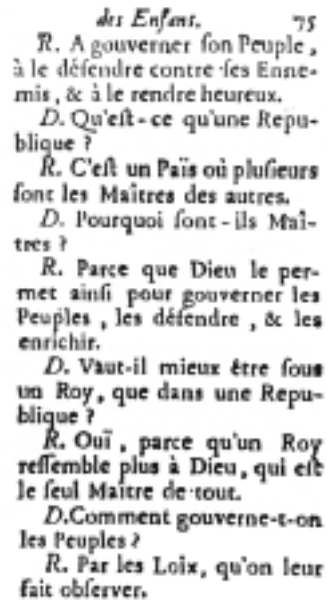 des Enfans. 75
R. A gouverner ſon Peuple,
à le défendre contre ſes Enne-
mis, & à le rendre heureux.
D. Qu'eſt-ce qu'une Repu-
blique ?
R. C'eſt un Païs où pluſieurs
ſont les Maîtres des autres.
D. Pourquoi ſont-ils Maî-
tres ?
R. Parce que Dieu le per-
met ainſi pour gouverner les
Peuples, les défendre, & les
enrichir.
D. Vaut-il mieux être ſous
un Roy, que dans une Repu-
blique ?
R. Ouï, parce qu'un Roy
reſſemble plus à Dieu, qui eſt
le ſeul Maître de tout.
D. Comment gouverne-t-on
les Peuples ?
R. Par les Loix, qu'on leur
fait obſerver.